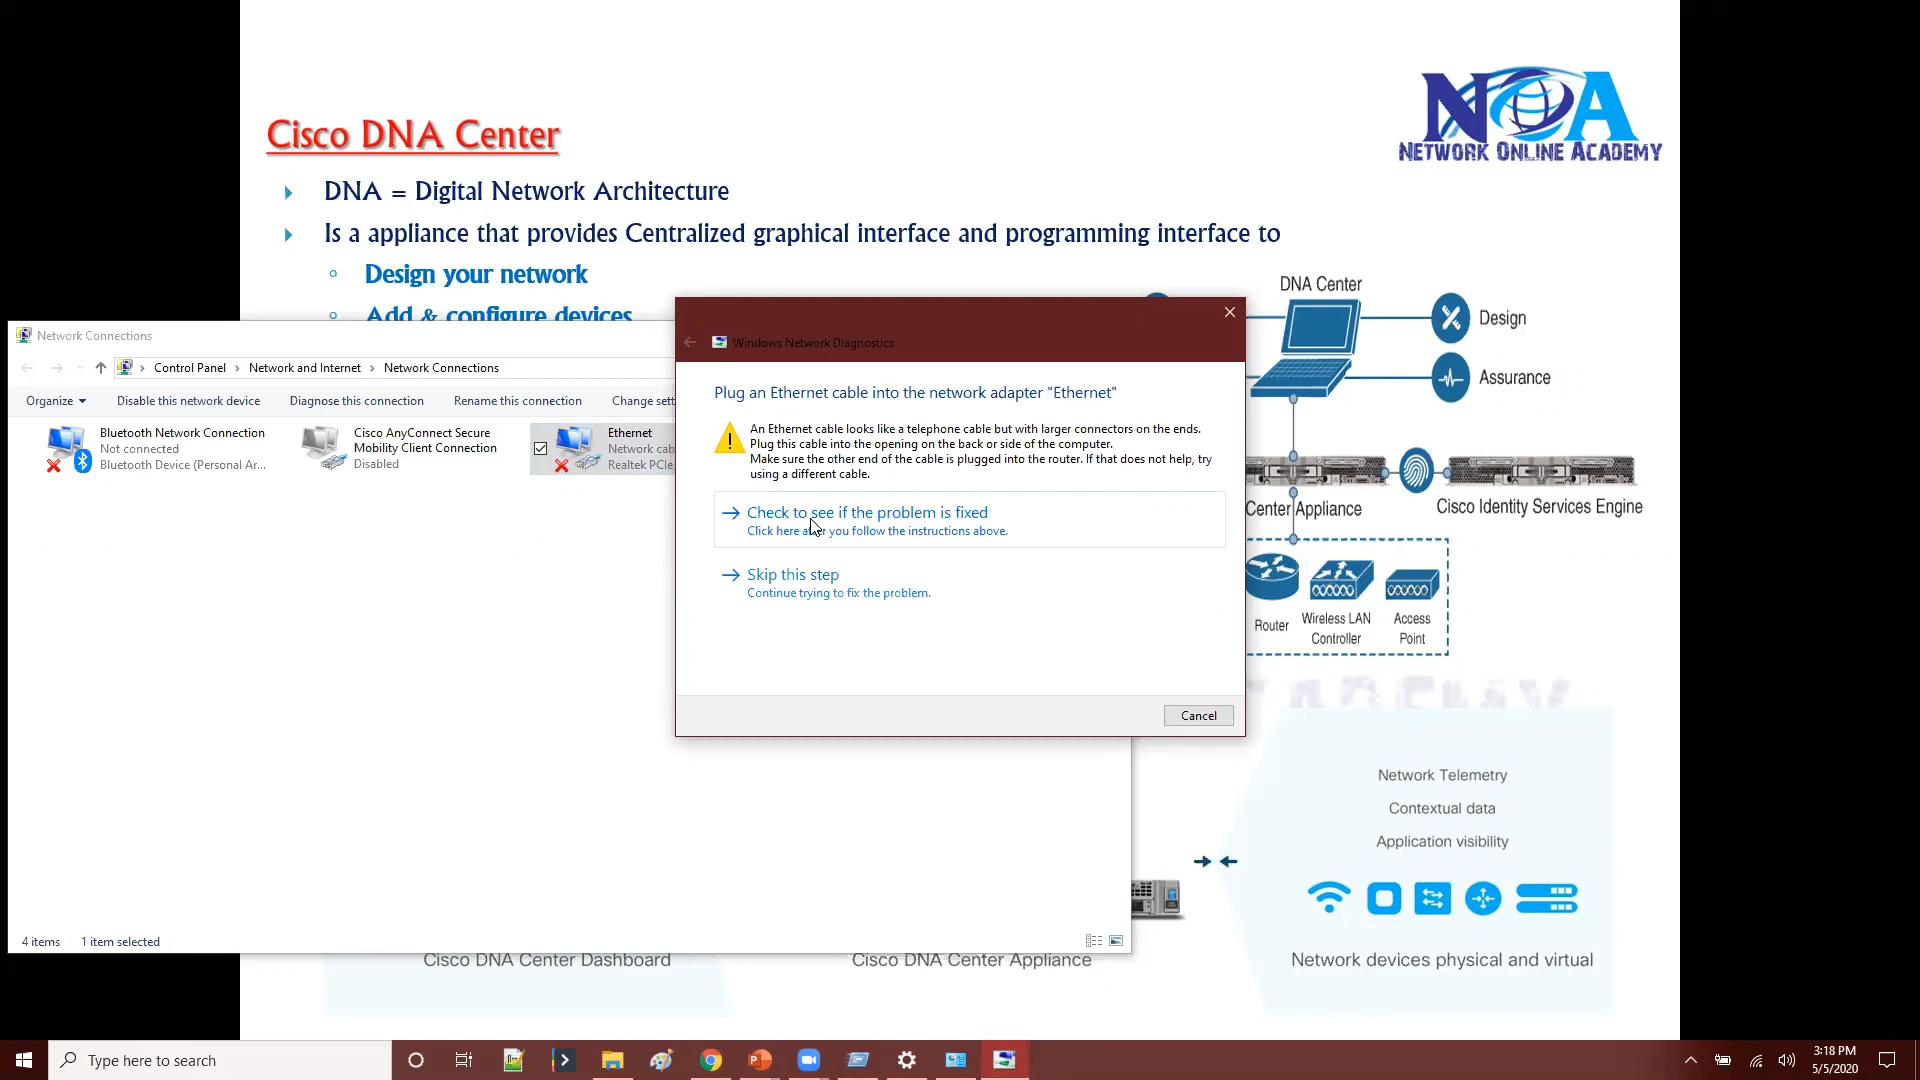 NOA
NETWORK ONLINE ACADEMY
Cisco DNA Center
DNA = Digital Network Architecture
Is a appliance that provides Centralized graphical interface and programming interface to
Design your network
Add & configure devices
DNA Center
Design
Assurance
Center Appliance
Cisco Identity Services Engine
Router
Wireless LAN
Controller
Access
Point
Network Connections
Control Panel > Network and Internet > Network Connections
Organize
Disable this network device
Diagnose this connection
Rename this connection
Change sett
Bluetooth Network Connection
Not connected
Bluetooth Device (Personal Ar...
Cisco AnyConnect Secure
Mobility Client Connection
Disabled
Ethernet
Network cab
Realtek PCIe
4 items
1 item selected
Windows Network Diagnostics
Plug an Ethernet cable into the network adapter "Ethernet"
An Ethernet cable looks like a telephone cable but with larger connectors on the ends.
Plug this cable into the opening on the back or side of the computer.
Make sure the other end of the cable is plugged into the router. If that does not help, try
using a different cable.
Check to see if the problem is fixed
Click here after you follow the instructions above.
Skip this step
Continue trying to fix the problem.
Cancel
Network Telemetry
Contextual data
Application visibility
Cisco DNA Center Dashboard
Cisco DNA Center Appliance
Network devices physical and virtual
Type here to search
3:18 PM
5/5/2020